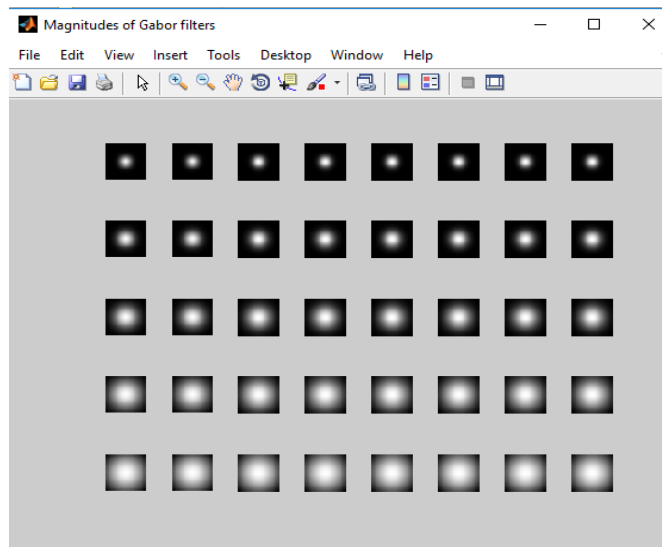 Magnitudes of Gabor filters
File Edit View Insert Tools Desktop Window Help